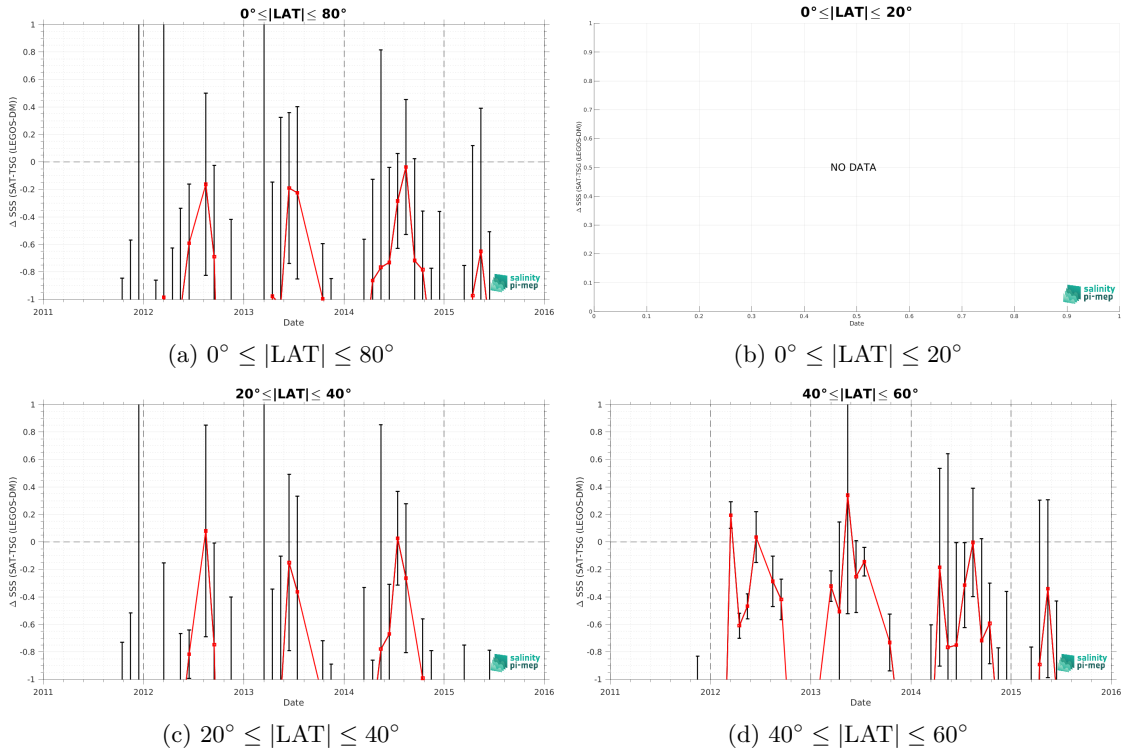 0°≤|LAT|≤ 80°
Δ SSS (SAT-TSG (LEGOS-DM))
1
0.8
0.6
0.4
0.2
0
-0.2
-0.4
-0.6
-0.8
-1
2011 2012 2013 2014 2015 2016
Date
salinity
pi-mep
(a) 0° ≤ |LAT| ≤ 80°
0°≤|LAT|≤ 20°
Δ SSS (SAT-TSG (LEGOS-DM))
1
0.9
0.8
0.7
0.6
0.5
0.4
0.3
0.2
0.1
0
NO DATA
0 0.1 0.2 0.3 0.4 0.5 0.6 0.7 0.8 0.9 1
Date
salinity
pi-mep
(b) 0° ≤ |LAT| ≤ 20°
20°≤|LAT|≤ 40°
Δ SSS (SAT-TSG (LEGOS-DM))
1
0.8
0.6
0.4
0.2
0
-0.2
-0.4
-0.6
-0.8
-1
2011 2012 2013 2014 2015 2016
Date
salinity
pi-mep
(c) 20° ≤ |LAT| ≤ 40°
40°≤|LAT|≤ 60°
Δ SSS (SAT-TSG (LEGOS-DM))
1
0.8
0.6
0.4
0.2
0
-0.2
-0.4
-0.6
-0.8
-1
2011 2012 2013 2014 2015 2016
Date
salinity
pi-mep
(d) 40° ≤ |LAT| ≤ 60°